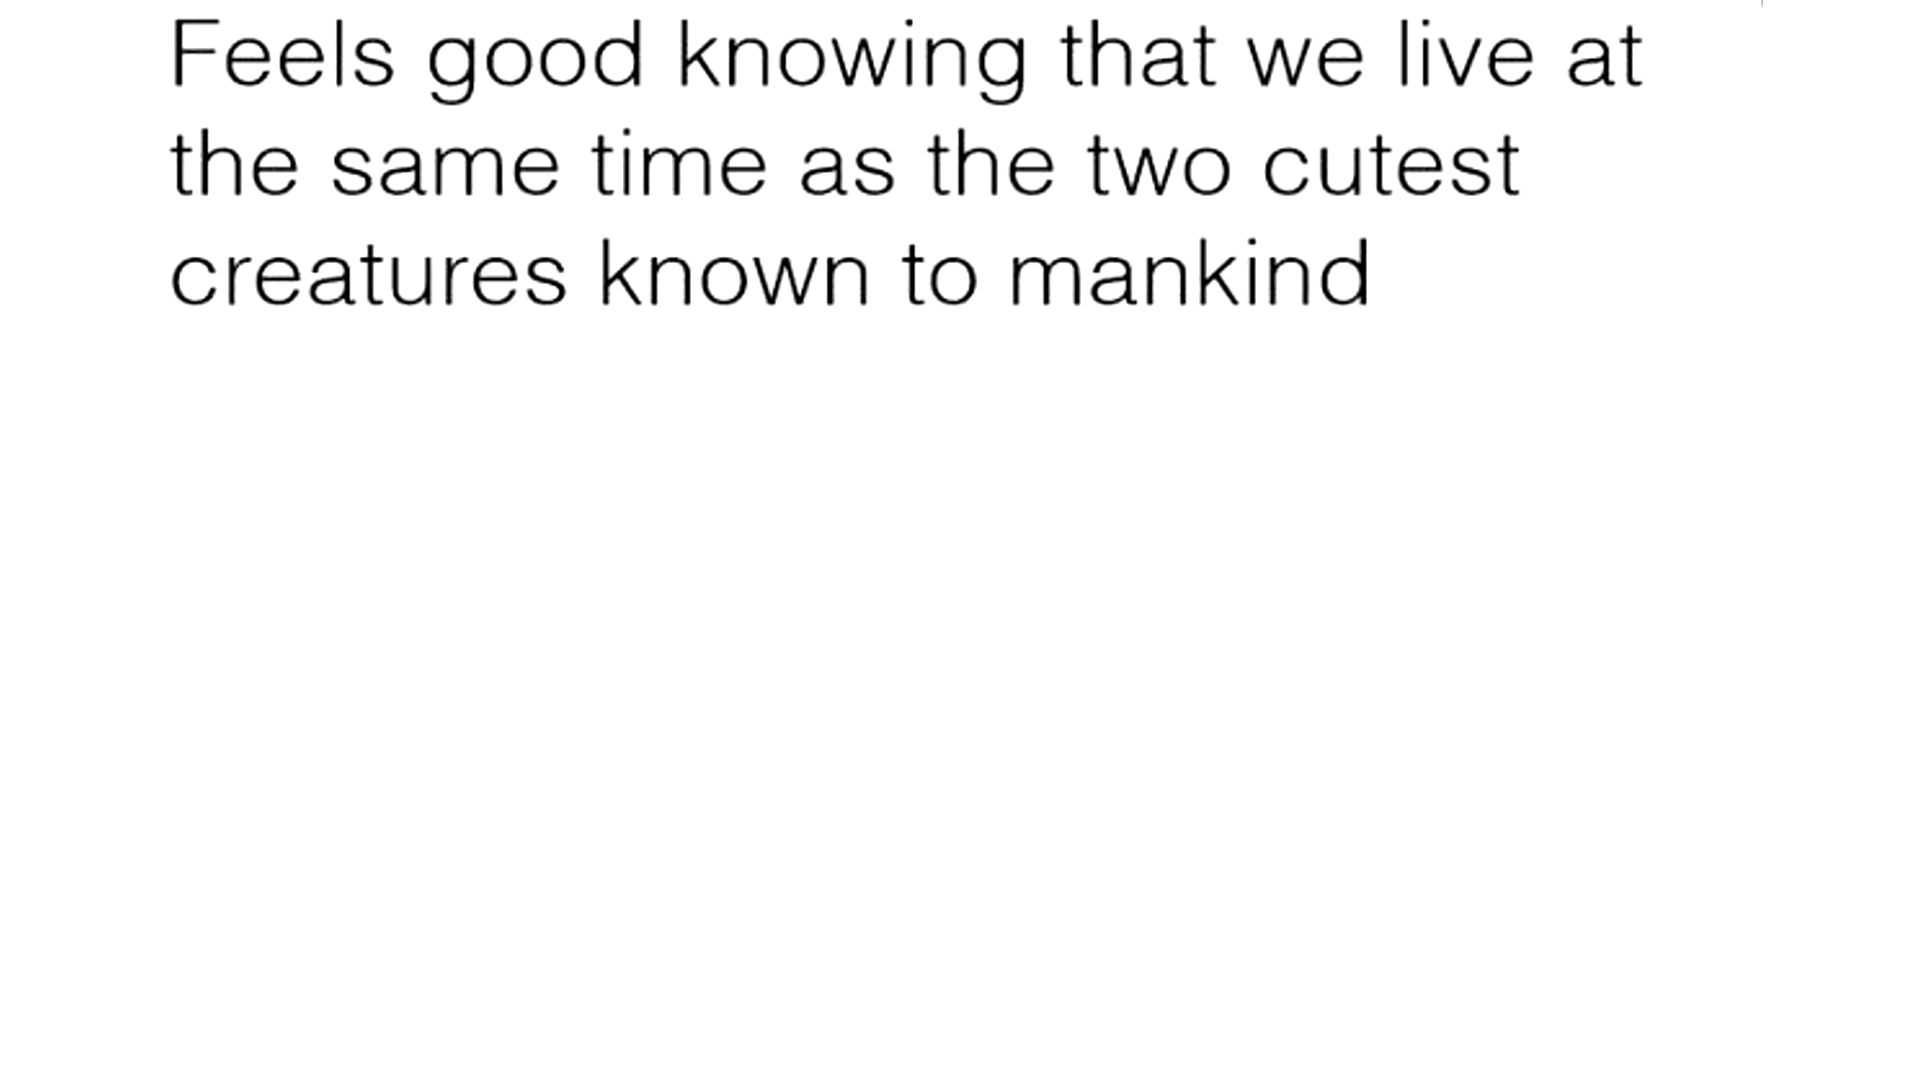 Feels good knowing that we live at
the same time as the two cutest
creatures known to mankind